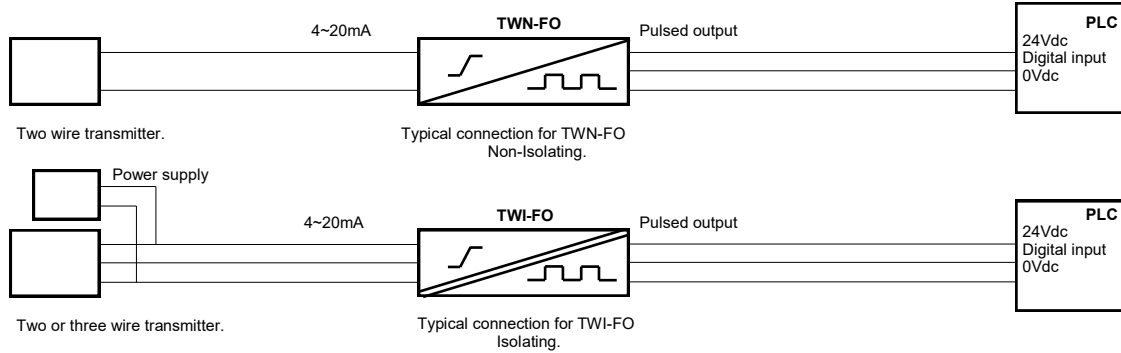 4~20mA
TWN-FO
Pulsed output
PLC
24Vdc
Digital input
0Vdc
Two wire transmitter.
Typical connection for TWN-FO
Non-Isolating.
Power supply
4~20mA
TWI-FO
Pulsed output
PLC
24Vdc
Digital input
0Vdc
Two or three wire transmitter.
Typical connection for TWI-FO
Isolating.